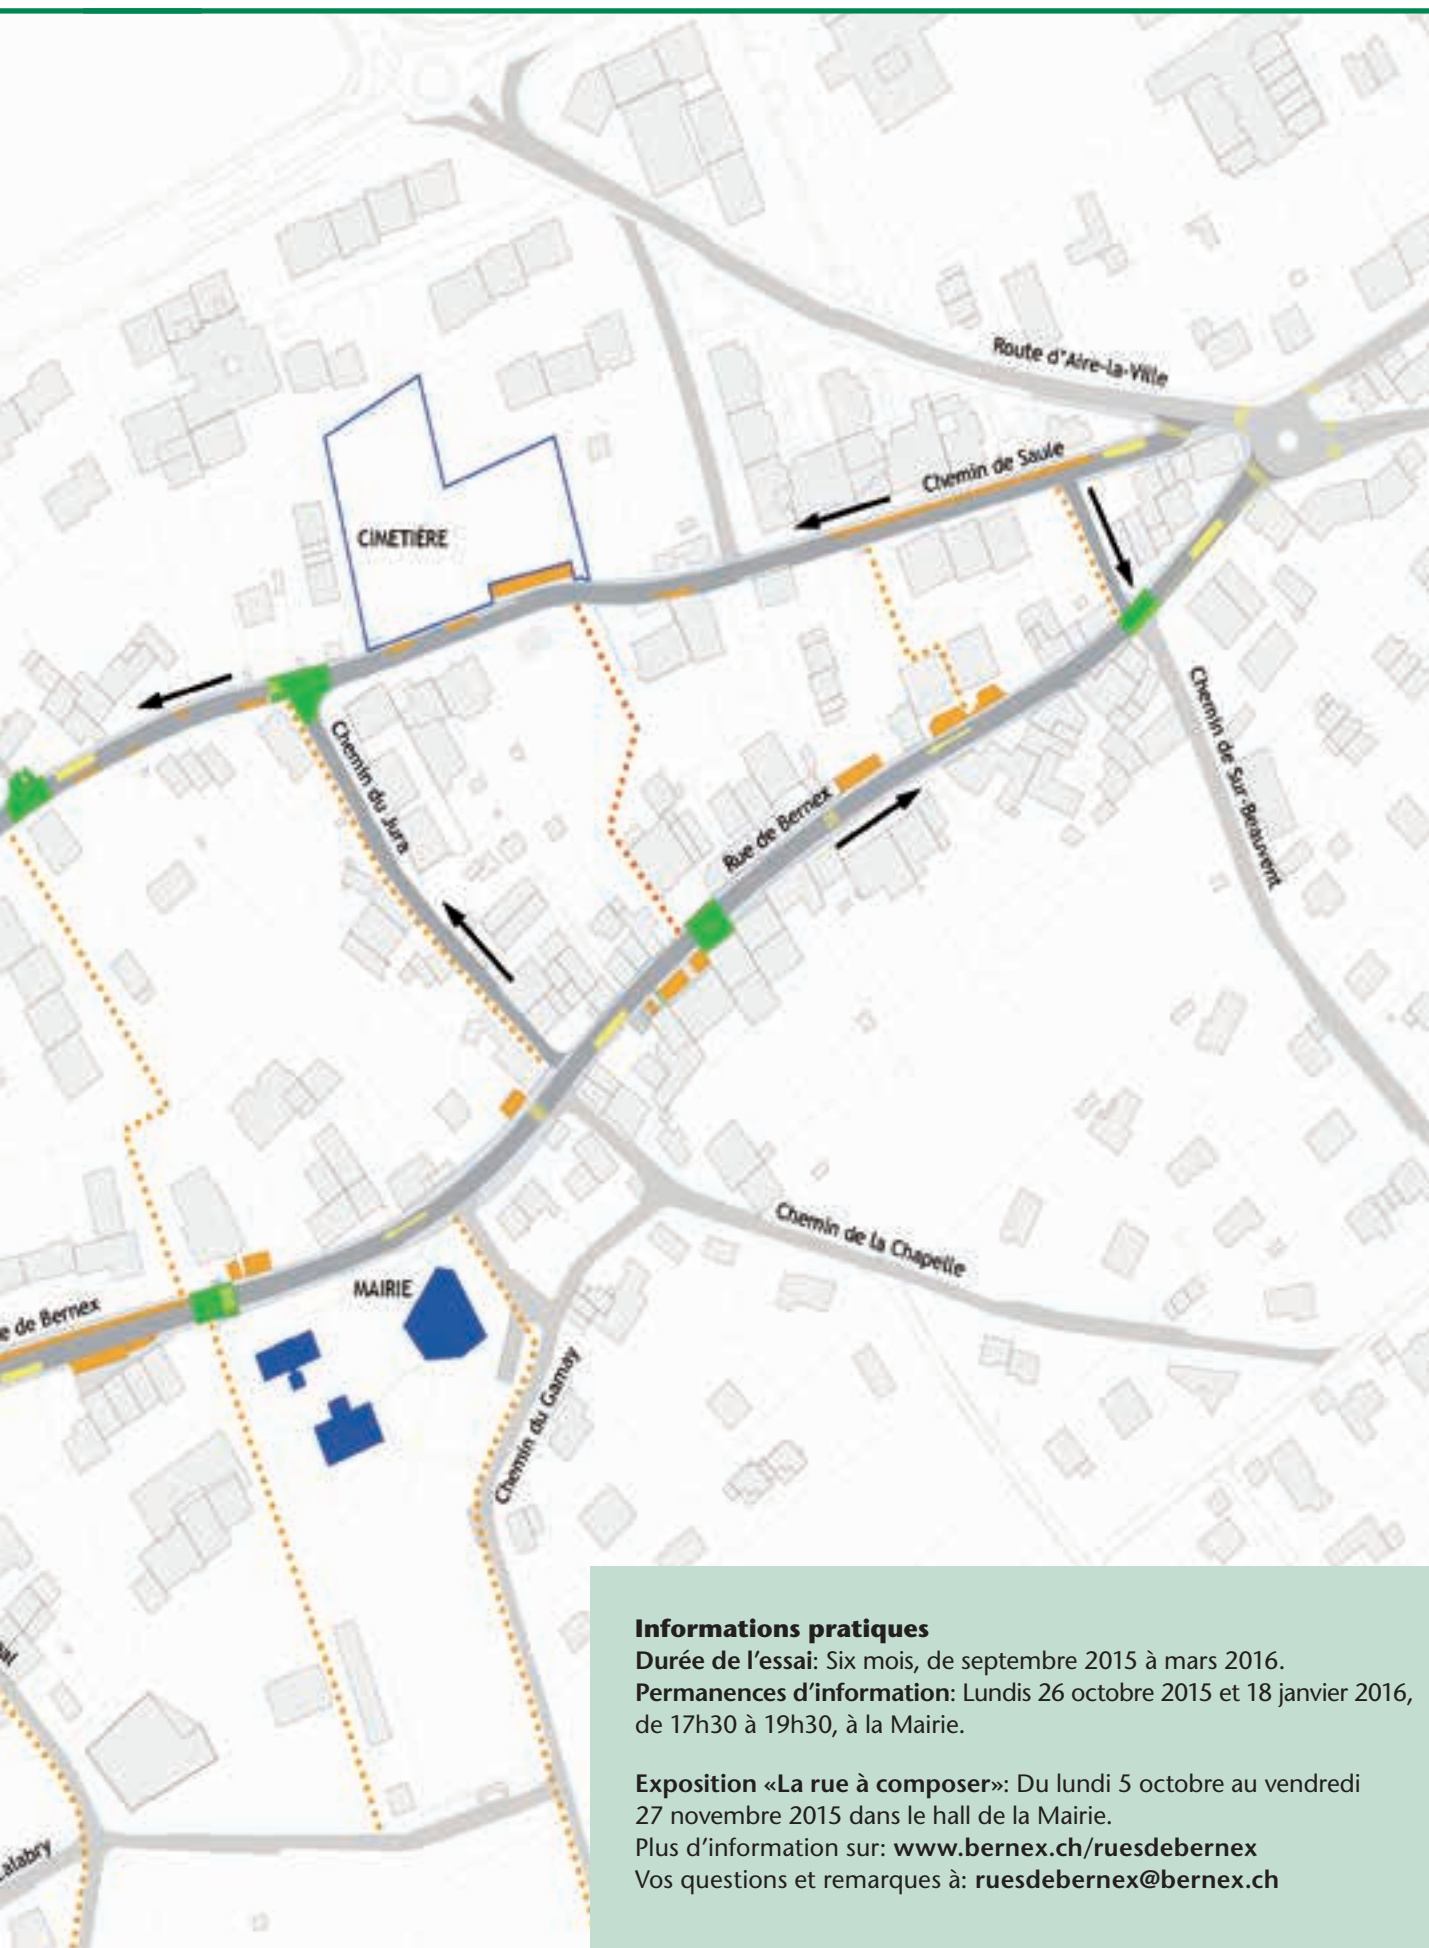 Route d'Aire-la-Ville
Chemin de Saule
CIMETIÈRE
Chemin de Sur-Beauvent
Chemin du Jura
Rue de Bernex
Chemin de la Chapelle
MAIRIE
e de Bernex
Chemin du Gamay
Informations pratiques
Durée de l’essai: Six mois, de septembre 2015 à mars 2016.
Permanences d’information: Lundis 26 octobre 2015 et 18 janvier 2016,
de 17h30 à 19h30, à la Mairie.
Exposition «La rue à composer»: Du lundi 5 octobre au vendredi
27 novembre 2015 dans le hall de la Mairie.
Plus d’information sur: www.bernex.ch/ruesdebernex
Vos questions et remarques à: ruesdebernex@bernex.ch